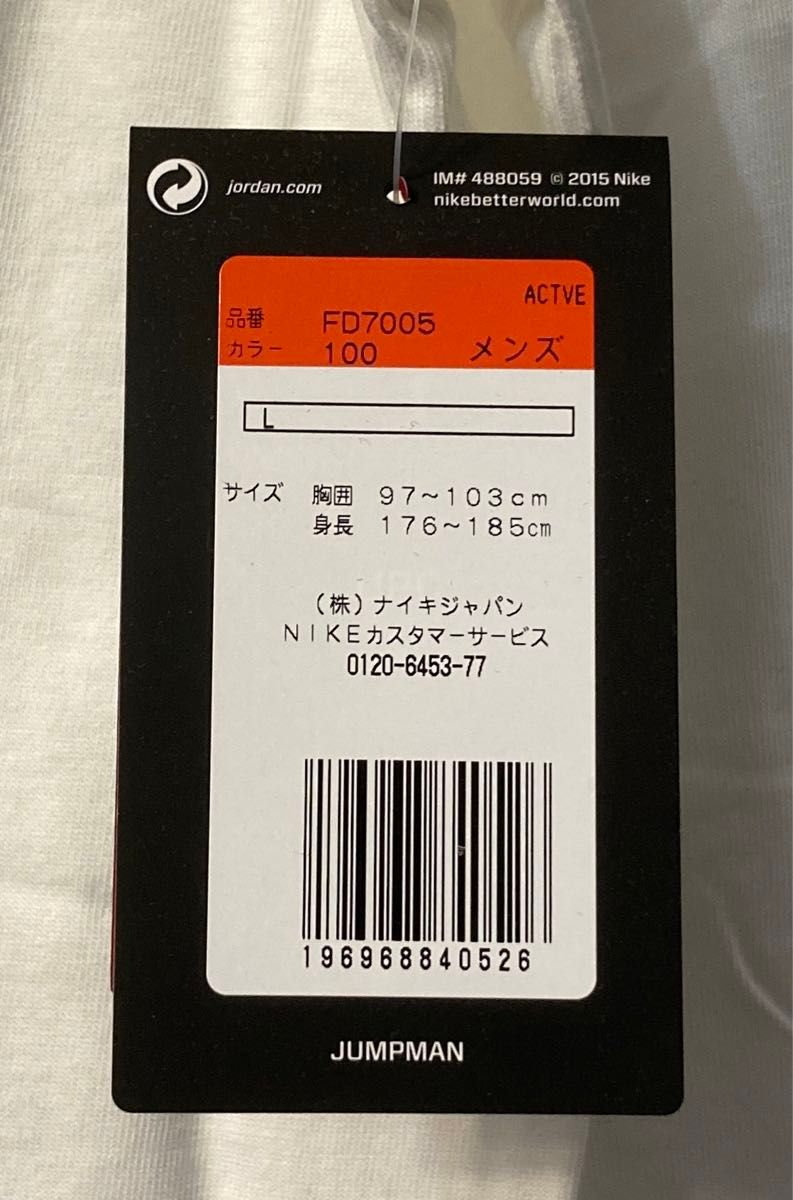 jordan.com
IM# 488059 © 2015 Nike
nikebetterworld.com
ACTVE
品番 FD7005
カラー 100 メンズ
L
サイズ 胸囲 97~103cm
身長 176~185cm
(株)ナイキジャパン
NIKEカスタマーサービス
0120-6453-77
196968840526
JUMPMAN